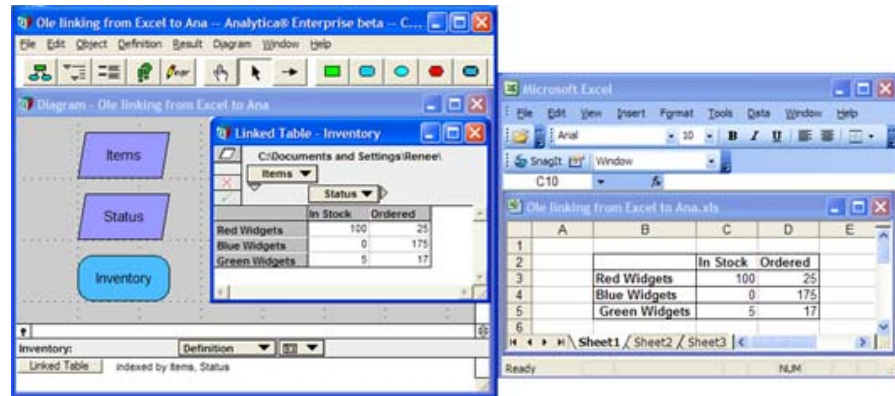 Ole linking from Excel to Ana -- Analytica® Enterprise beta -- C...
File Edit Object Definition Result Diagram Window Help
Diagram - Ole linking from Excel to Ana
Items
Status
Inventory
Linked Table - Inventory
C:\Documents and Settings\Renee\
Items
Status
In Stock Ordered
Red Widgets 100 25
Blue Widgets 0 175
Green Widgets 5 17
Inventory: Definition
Linked Table indexed by Items, Status
Microsoft Excel
File Edit View Insert Format Tools Data Window Help
Arial 10 B I U
SnagIt Window
C10 fx
Ole linking from Excel to Ana.xls
A B C D E
1
2 In Stock Ordered
3 Red Widgets 100 25
4 Blue Widgets 0 175
5 Green Widgets 5 17
6
Sheet1 Sheet2 Sheet3
Ready NUM